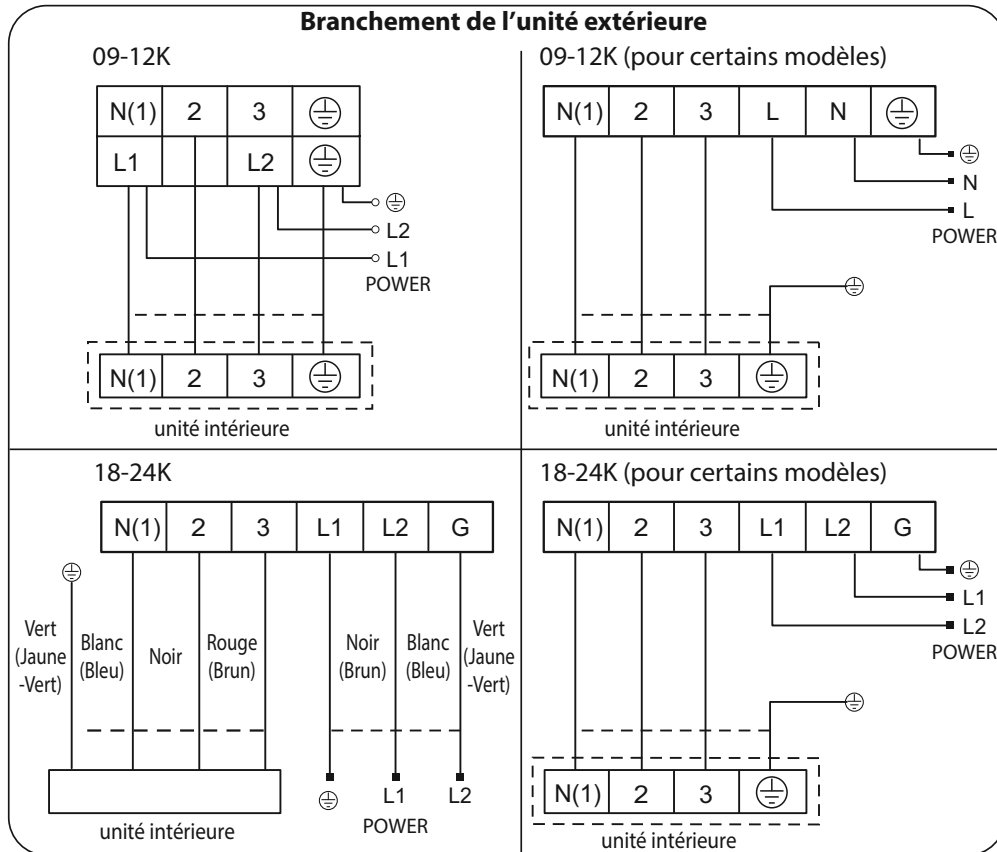 Branchement de l’unité extérieure
09-12K
N(1) 2 3
L1 L2
L2
L1
POWER
N(1) 2 3
unité intérieure
09-12K (pour certains modèles)
N(1) 2 3 L N
N
L
POWER
N(1) 2 3
unité intérieure
18-24K
N(1) 2 3 L1 L2 G
Vert
(Jaune
-Vert)
Blanc
(Bleu)
Noir
Rouge
(Brun)
Noir
(Brun)
Blanc
(Bleu)
Vert
(Jaune
-Vert)
L1 L2
POWER
unité intérieure
18-24K (pour certains modèles)
N(1) 2 3 L1 L2 G
L1
L2
POWER
N(1) 2 3
unité intérieure